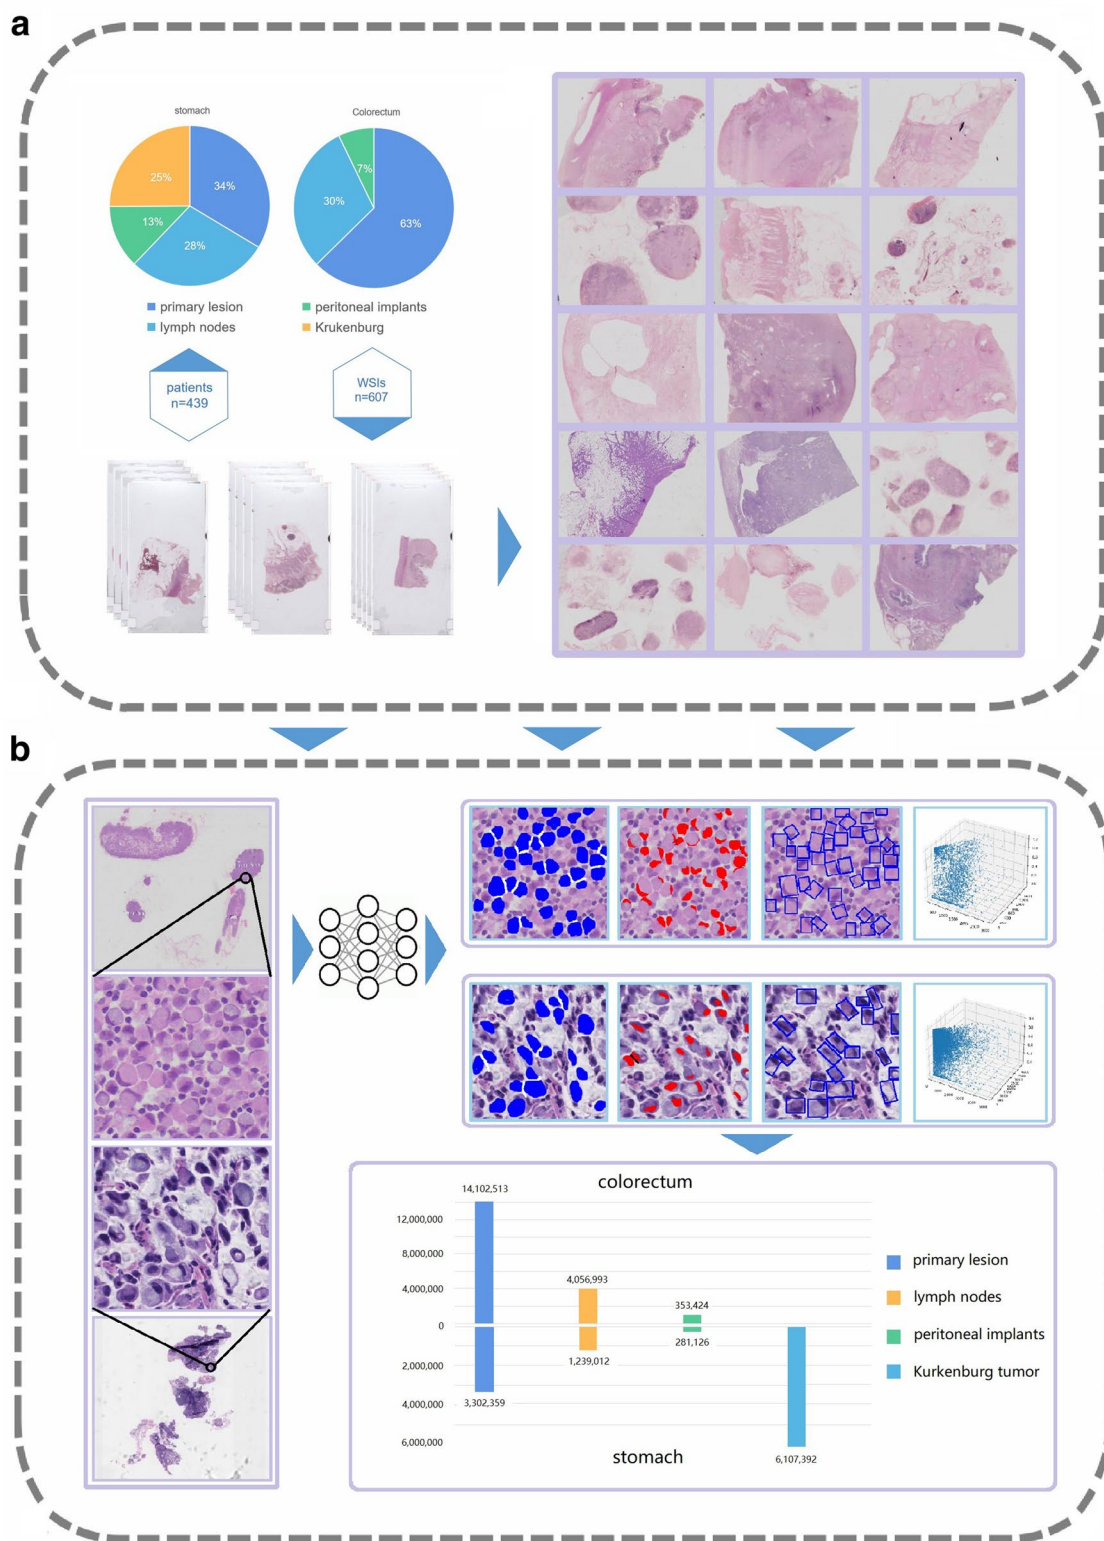 a
stomach
Colorectum
25%
34%
13%
28%
7%
30%
63%
primary lesion
peritoneal implants
lymph nodes
Krukenburg
patients
n=439
WSIs
n=607
b
colorectum
14,102,513
12,000,000
8,000,000
4,056,993
4,000,000
353,424
0
281,126
1,239,012
2,000,000
3,302,359
4,000,000
6,000,000
6,107,392
stomach
primary lesion
lymph nodes
peritoneal implants
Kurkenburg tumor